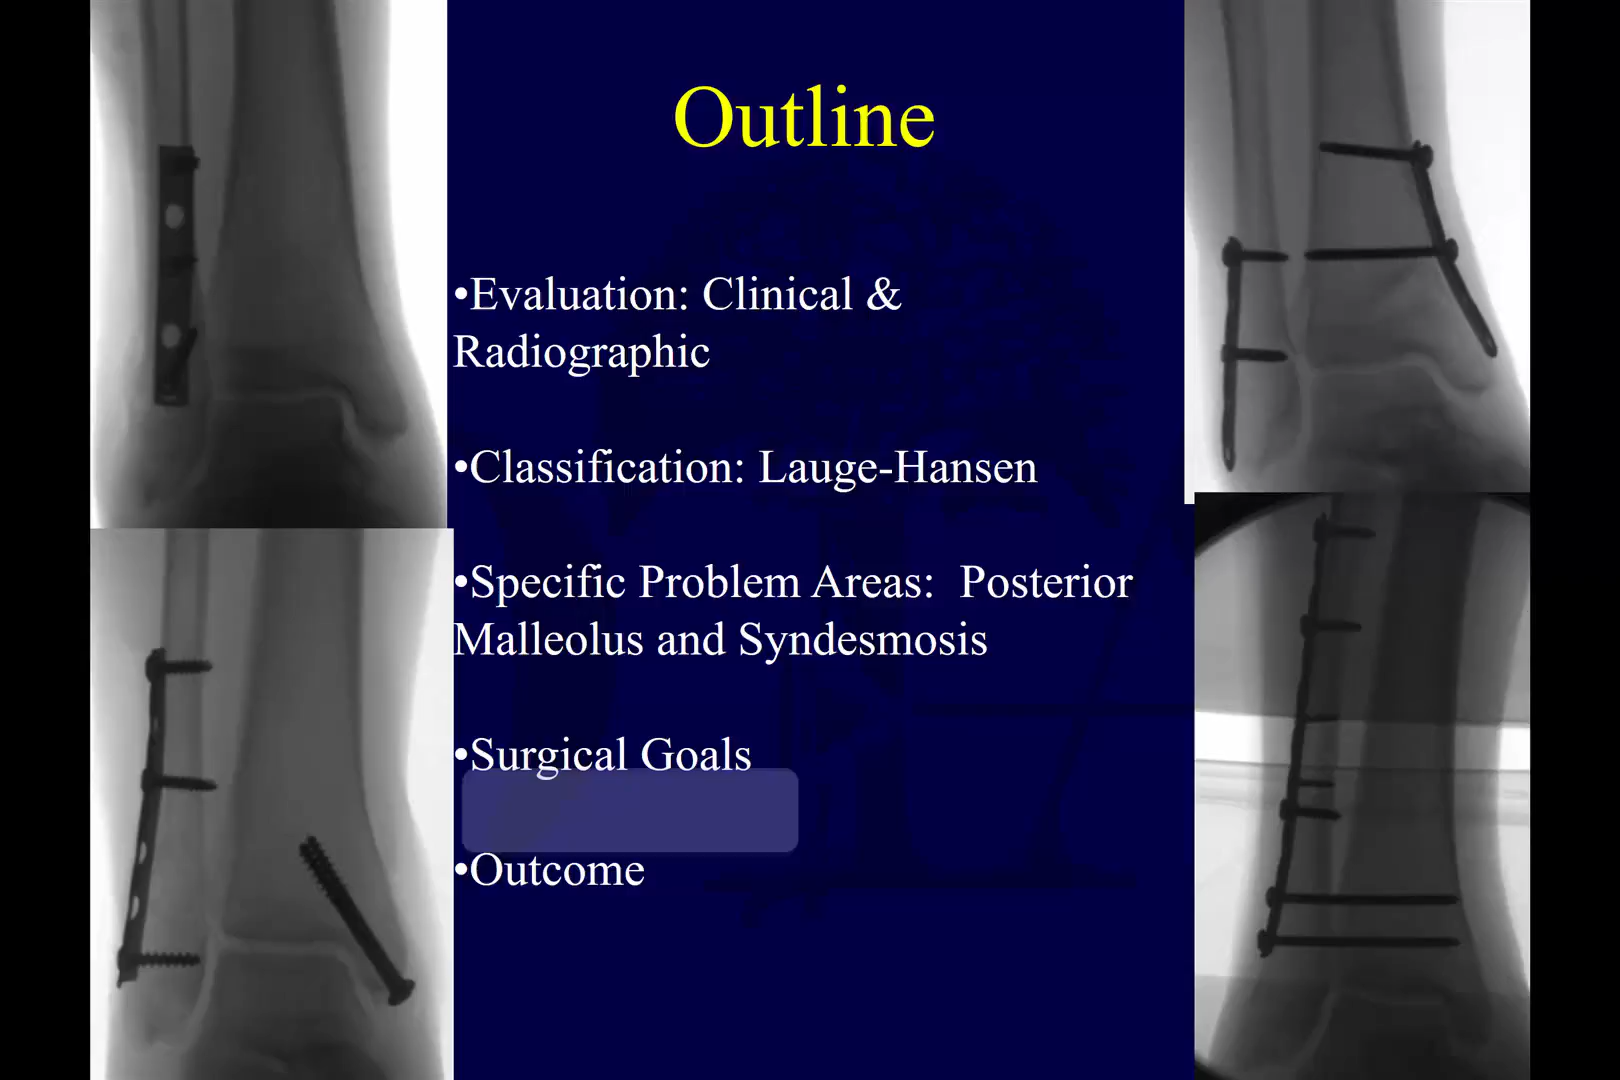 Outline
•Evaluation: Clinical &
Radiographic
•Classification: Lauge-Hansen
•Specific Problem Areas:  Posterior
Malleolus and Syndesmosis
•Surgical Goals
•Outcome